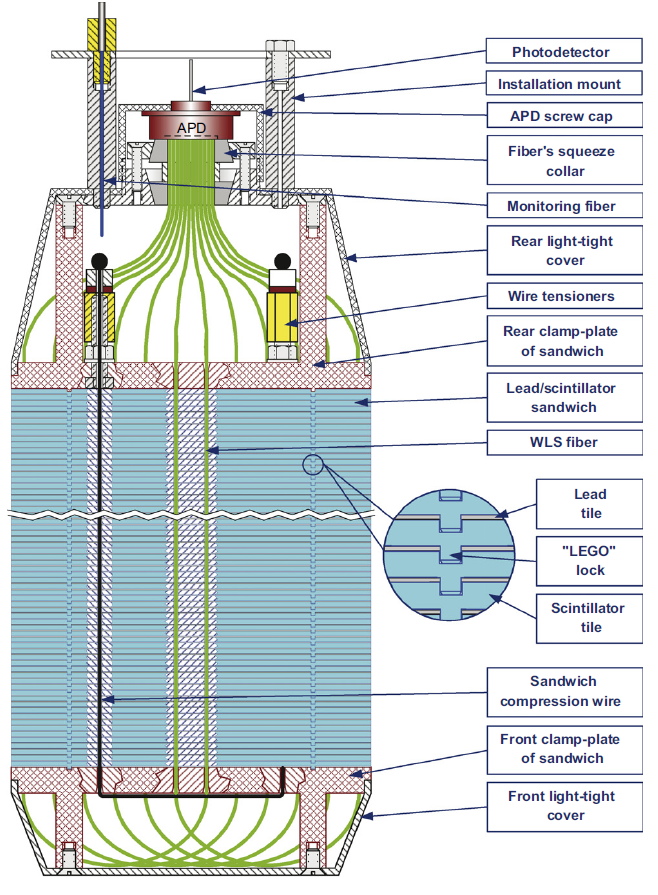 Photodetector
Installation mount
APD screw cap
APD
Fiber's squeeze
collar
Monitoring fiber
Rear light-tight
cover
Wire tensioners
Rear clamp-plate
of sandwich
Lead/scintillator
sandwich
WLS fiber
Lead
tile
"LEGO"
lock
Scintillator
tile
Sandwich
compression wire
Front clamp-plate
of sandwich
Front light-tight
cover